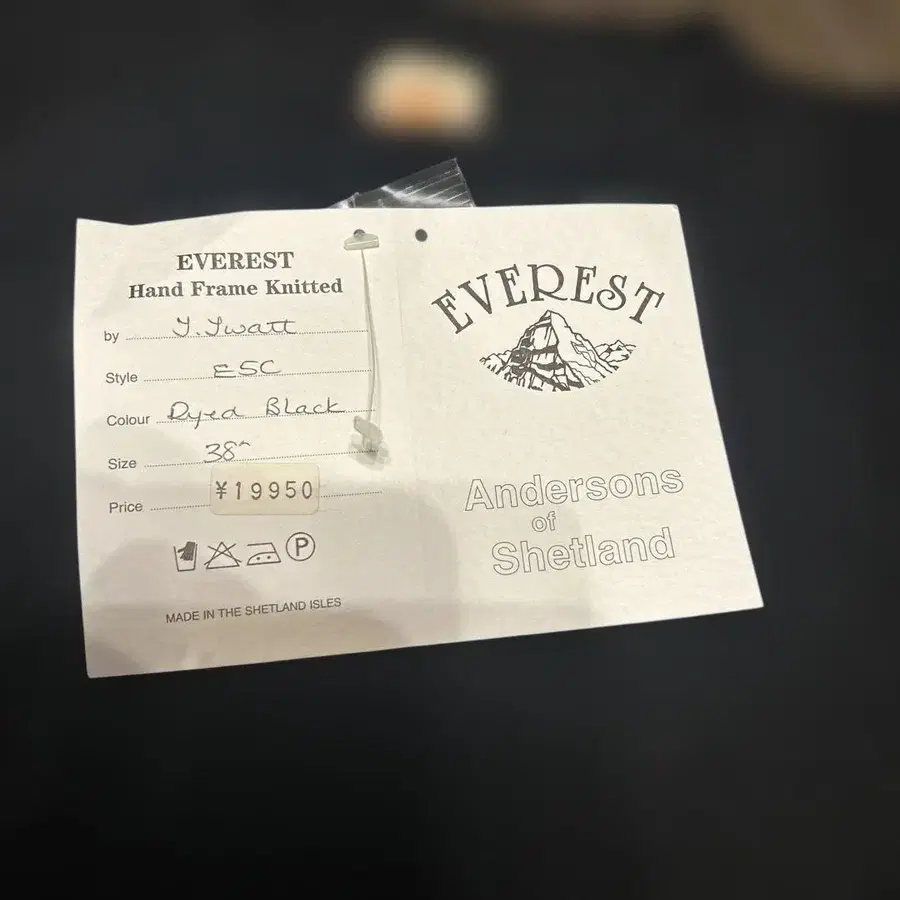 EVEREST
Hand Frame Knitted
by
Style ESC
Colour Dyed Black
Size 38"
Price ¥19950
P
MADE IN THE SHETLAND ISLES
EVEREST
Andersons
of
Shetland